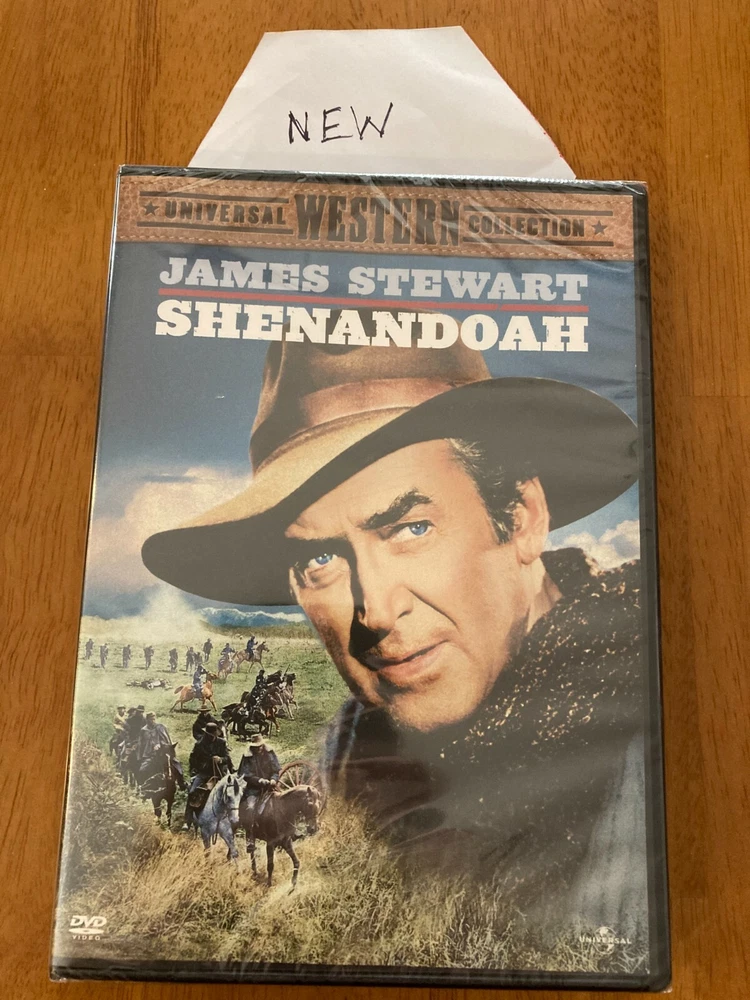 NEW
★ UNIVERSAL WESTERN COLLECTION ★
JAMES STEWART
SHENANDOAH
DVD
VIDEO
UNIVERSAL